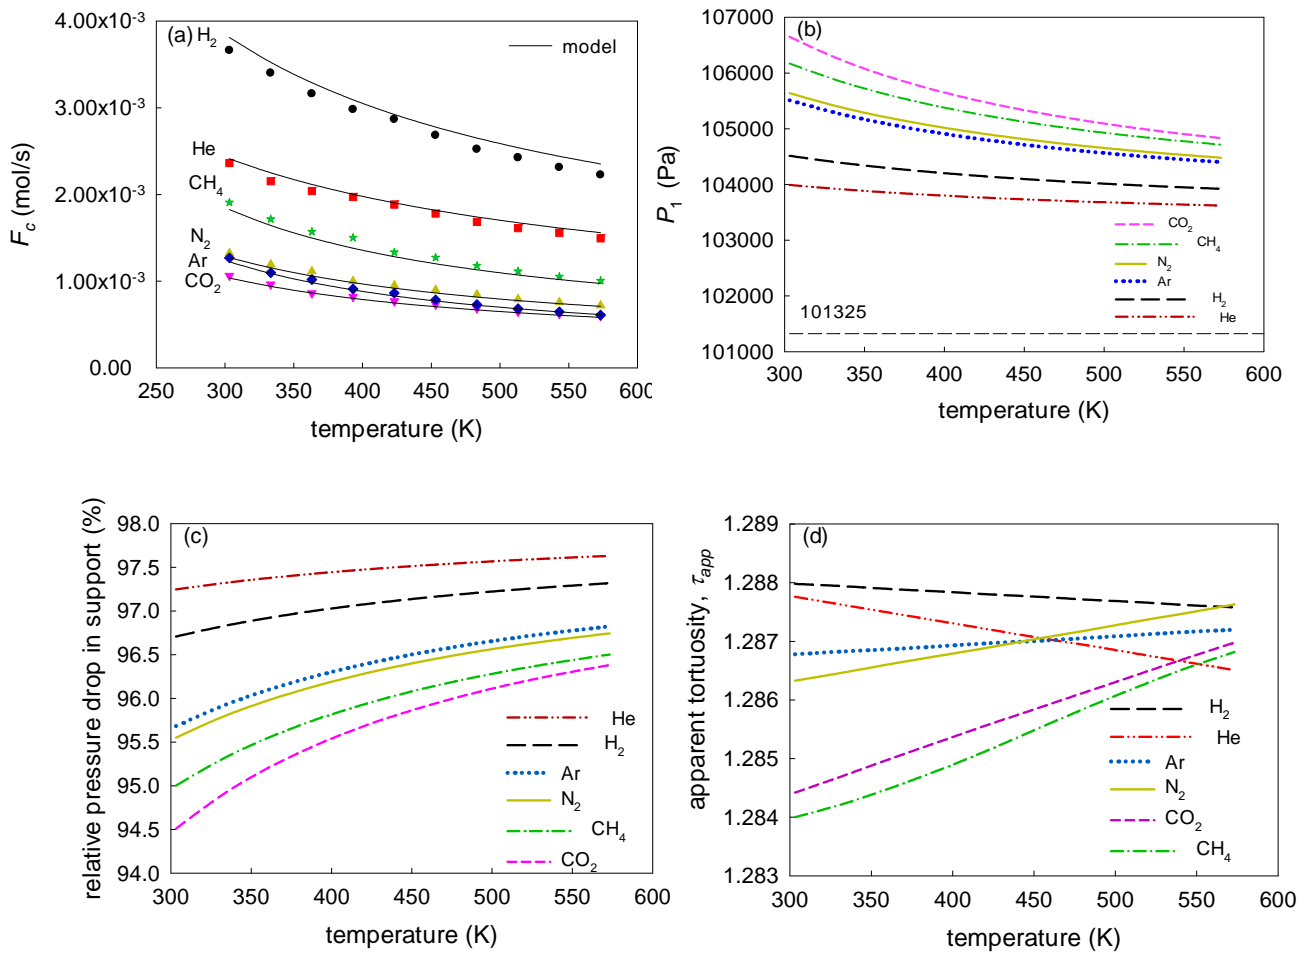 4.00x10-3
3.00x10-3
2.00x10-3
1.00x10-3
0.00
Fc (mol/s)
(a)
H2
model
He
CH4
N2
Ar
CO2
250 300 350 400 450 500 550 600
temperature (K)
107000
106000
105000
104000
103000
102000
101000
P1 (Pa)
(b)
CO2
CH4
N2
Ar
H2
He
101325
300 350 400 450 500 550 600
temperature (K)
98.0
97.5
97.0
96.5
96.0
95.5
95.0
94.5
94.0
relative pressure drop in support (%)
(c)
He
H2
Ar
N2
CH4
CO2
300 350 400 450 500 550 600
temperature (K)
1.289
1.288
1.287
1.286
1.285
1.284
1.283
apparent tortuosity, τapp
(d)
H2
He
Ar
N2
CO2
CH4
300 350 400 450 500 550 600
temperature (K)